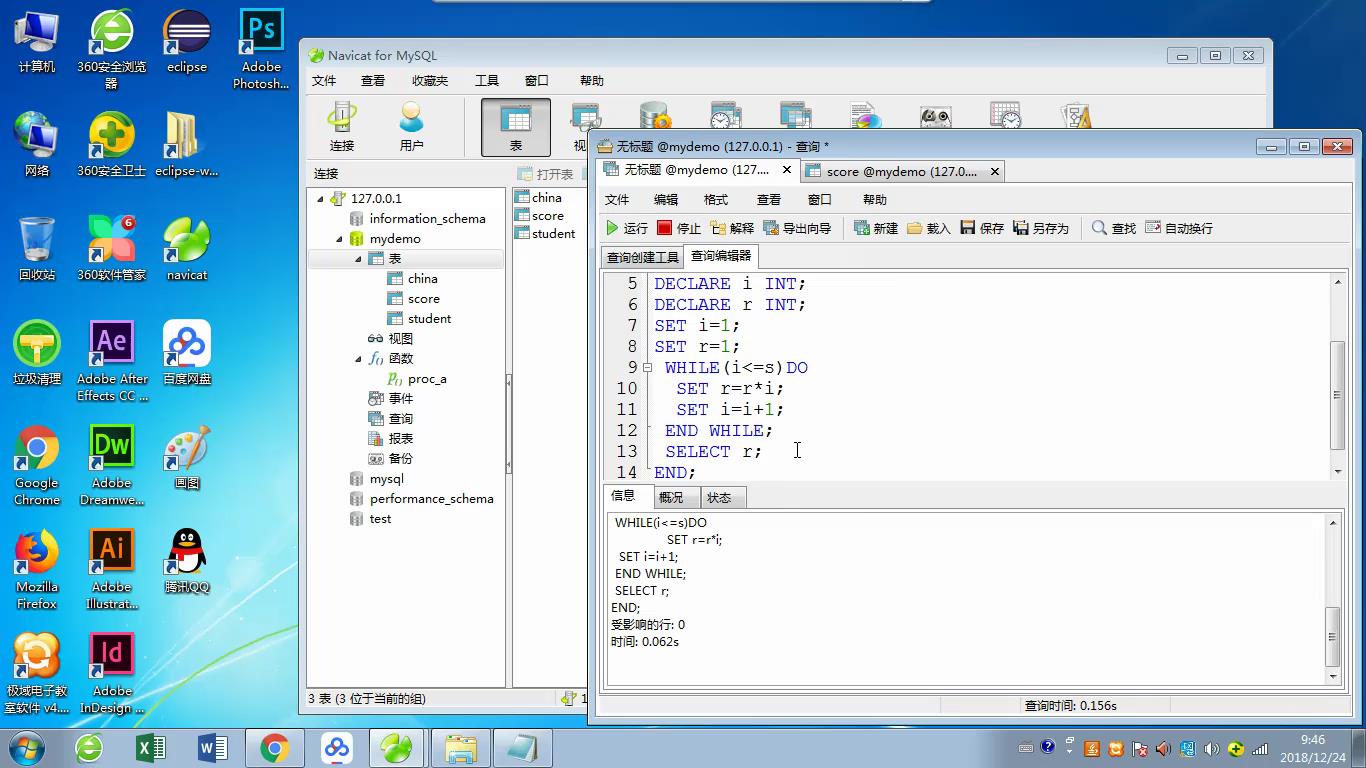 计算机
360安全浏览器
eclipse
Adobe Photosh...
网络
360安全卫士
eclipse-w...
回收站
6
360软件管家
navicat
垃圾清理
Adobe After Effects CC ...
百度网盘
Google Chrome
Adobe Dreamwe...
画图
Mozilla Firefox
Adobe Illustrat...
腾讯QQ
极域电子教室软件 v4....
Adobe InDesign ...
Ps
Ae
Dw
Ai
Id
Navicat for MySQL
文件 查看 收藏夹 工具 窗口 帮助
连接 用户 表
连接
打开表
127.0.0.1
information_schema
mydemo
表
china
score
student
视图
函数
proc_a
事件
查询
报表
备份
mysql
performance_schema
test
china
score
student
3 表 (3 位于当前的组)
无标题 @mydemo (127.0.0.1) - 查询 *
无标题 @mydemo (127.... score @mydemo (127.0....
文件 编辑 格式 查看 窗口 帮助
运行 停止 解释 导出向导 新建 载入 保存 另存为 查找 自动换行
查询创建工具 查询编辑器
5 DECLARE i INT;
6 DECLARE r INT;
7 SET i=1;
8 SET r=1;
9 WHILE(i<=s)DO
10 SET r=r*i;
11 SET i=i+1;
12 END WHILE;
13 SELECT r;
14 END;
信息 概况 状态
WHILE(i<=s)DO
SET r=r*i;
SET i=i+1;
END WHILE;
SELECT r;
END;
受影响的行: 0
时间: 0.062s
查询时间: 0.156s
9:46
2018/12/24